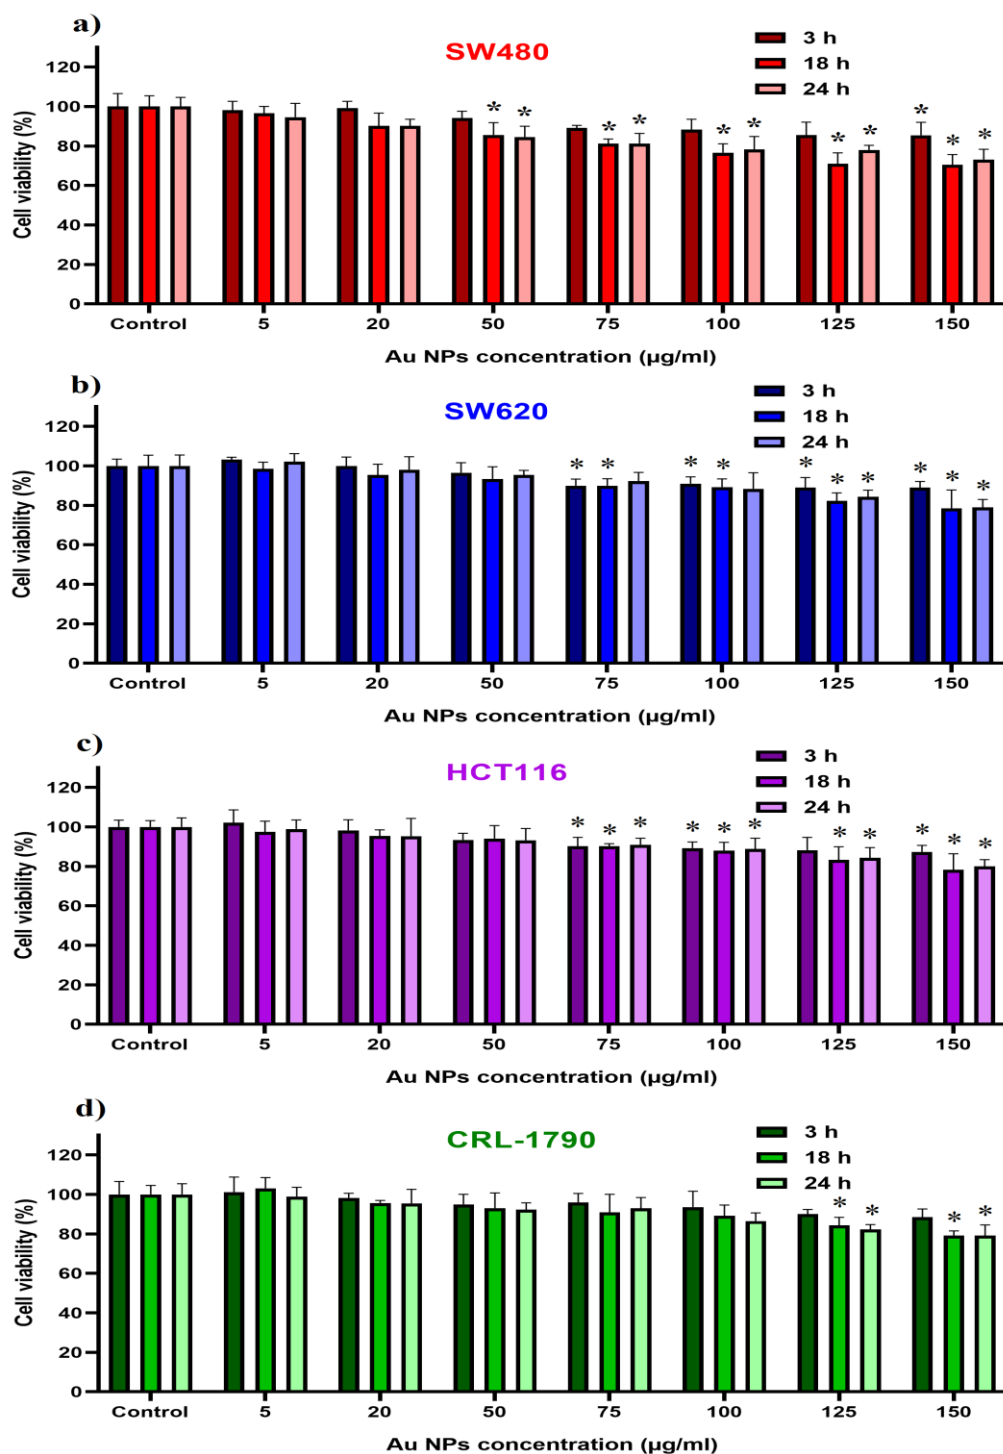 a)
SW480
3 h
18 h
24 h
Cell viability (%)
120
100
80
60
40
20
0
* * * * * * * * * * *
Control 5 20 50 75 100 125 150
Au NPs concentration (µg/ml)
b)
SW620
3 h
18 h
24 h
Cell viability (%)
120
100
80
60
40
20
0
* * * * * * * * * *
Control 5 20 50 75 100 125 150
Au NPs concentration (µg/ml)
c)
HCT116
3 h
18 h
24 h
Cell viability (%)
120
100
80
60
40
20
0
* * * * * * * * * * *
Control 5 20 50 75 100 125 150
Au NPs concentration (µg/ml)
d)
CRL-1790
3 h
18 h
24 h
Cell viability (%)
120
100
80
60
40
20
0
* * * *
Control 5 20 50 75 100 125 150
Au NPs concentration (µg/ml)